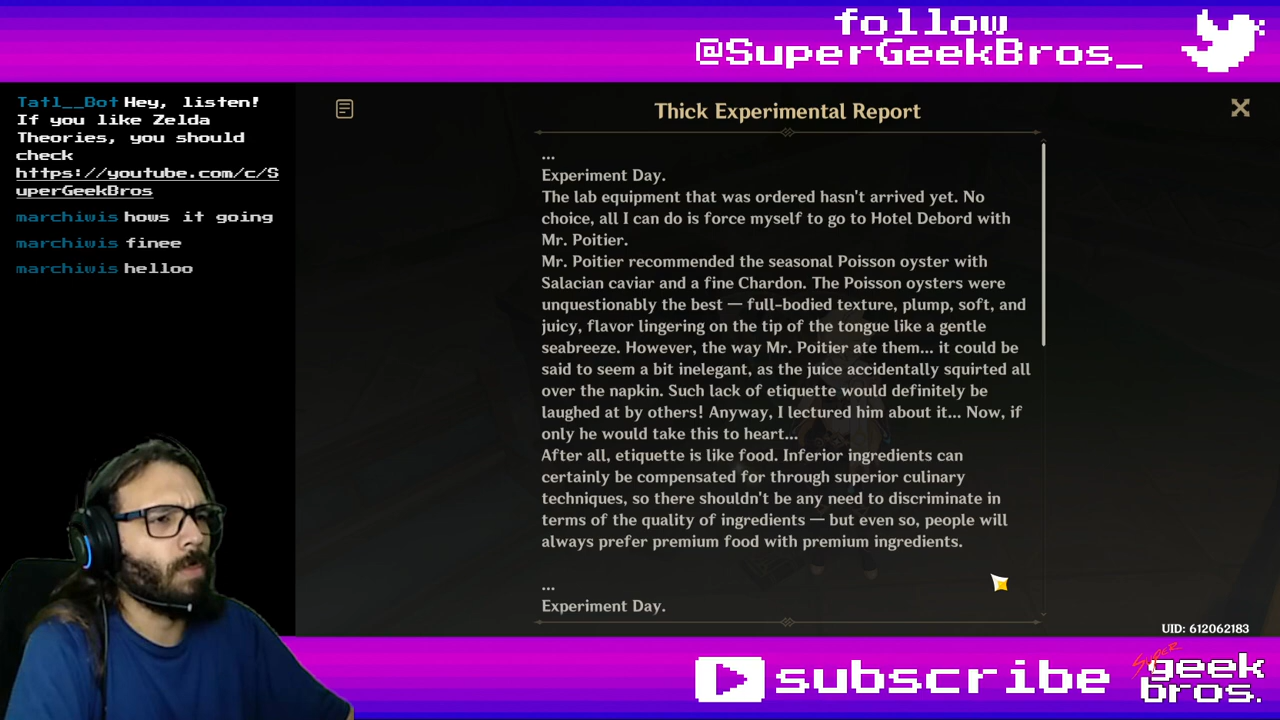 follow
@SuperGeekBros_
Tatl__Bot Hey, listen!
If you like Zelda
Theories, you should
check
https://youtube.com/c/S
uperGeekBros
marchiwis hows it going
marchiwis finee
marchiwis helloo
Thick Experimental Report
...
Experiment Day.
The lab equipment that was ordered hasn't arrived yet. No
choice, all I can do is force myself to go to Hotel Debord with
Mr. Poitier.
Mr. Poitier recommended the seasonal Poisson oyster with
Salacian caviar and a fine Chardon. The Poisson oysters were
unquestionably the best — full-bodied texture, plump, soft, and
juicy, flavor lingering on the tip of the tongue like a gentle
seabreeze. However, the way Mr. Poitier ate them... it could be
said to seem a bit inelegant, as the juice accidentally squirted all
over the napkin. Such lack of etiquette would definitely be
laughed at by others! Anyway, I lectured him about it... Now, if
only he would take this to heart...
After all, etiquette is like food. Inferior ingredients can
certainly be compensated for through superior culinary
techniques, so there shouldn't be any need to discriminate in
terms of the quality of ingredients — but even so, people will
always prefer premium food with premium ingredients.
...
Experiment Day.
UID: 612062183
subscribe
Super
geek
bros.